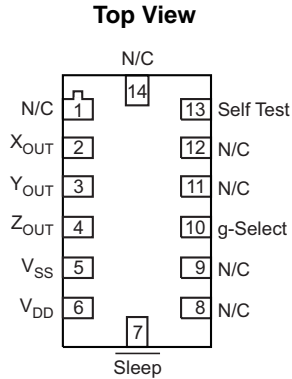 Top View
N/C
14
N/C 1 13 Self Test
XOUT 2 12 N/C
YOUT 3 11 N/C
ZOUT 4 10 g-Select
VSS 5 9 N/C
VDD 6 8 N/C
7
Sleep